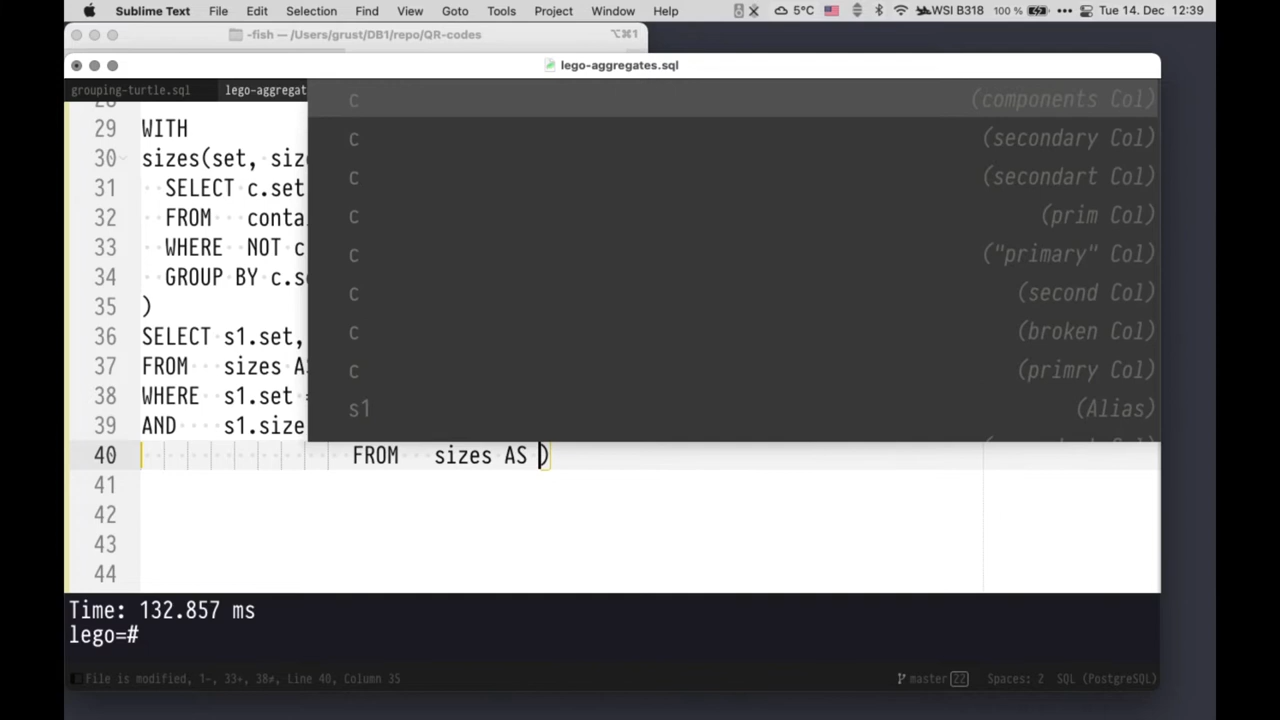 Sublime Text File Edit Selection Find View Goto Tools Project Window Help WSI B318 100 % ••• Tue 14. Dec 12:39
5°C
-fish — /Users/grust/DB1/repo/QR-codes ⌥⌘1
lego-aggregates.sql
grouping-turtle.sql lego-aggregat
c (components Col)
29 WITH
c (secondary Col)
30 sizes(set, siz
c (secondart Col)
31 SELECT c.set
c (prim Col)
32 FROM conta
33 WHERE NOT c
c ("primary" Col)
34 GROUP BY c.s
c (second Col)
35 )
c (broken Col)
36 SELECT s1.set,
37 FROM sizes A
c (primry Col)
38 WHERE s1.set
s1 (Alias)
39 AND s1.size
40 FROM sizes AS )
41
42
43
44
Time: 132.857 ms
lego=#
File is modified, 1-, 33+, 38≠, Line 40, Column 35 master 22 Spaces: 2 SQL (PostgreSQL)